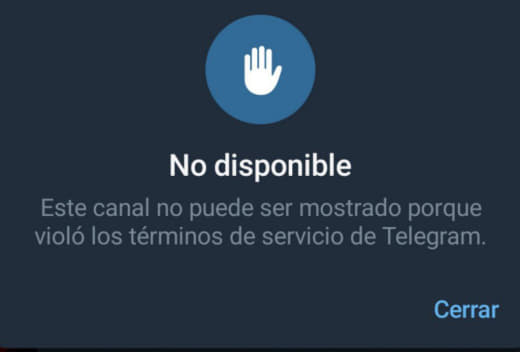 No disponible
Este canal no puede ser mostrado porque
violó los términos de servicio de Telegram.
Cerrar